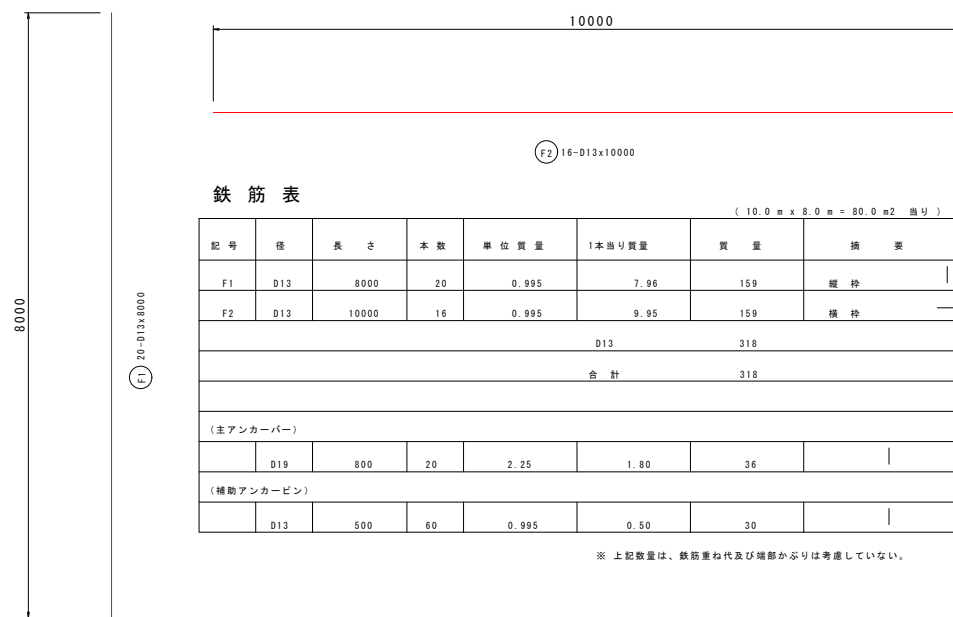 10000
F2 16-D13x10000
8000
F1 20-D13x8000
鉄筋表
( 10.0 m x 8.0 m = 80.0 m2 当り )
記号 径 長さ 本数 単位質量 1本当り質量 質量 摘要
F1 D13 8000 20 0.995 7.96 159 縦枠
F2 D13 10000 16 0.995 9.95 159 横枠
D13 318
合計 318
(主アンカーバー)
D19 800 20 2.25 1.80 36
(補助アンカーピン)
D13 500 60 0.995 0.50 30
※ 上記数量は、鉄筋重ね代及び端部かぶりは考慮していない。